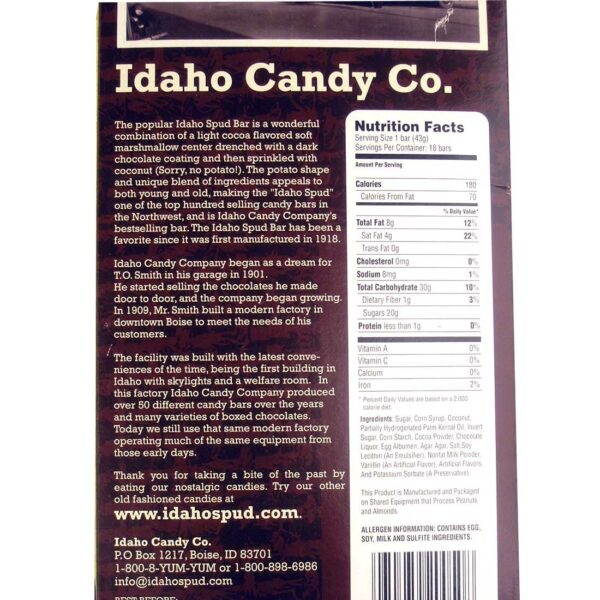 Idaho Candy Co.
The popular Idaho Spud Bar is a wonderful
combination of a light cocoa flavored soft
marshmallow center drenched with a dark
chocolate coating and then sprinkled with
coconut (Sorry, no potato!). The potato shape
and unique blend of ingredients appeals to
both young and old, making the "Idaho Spud"
one of the top hundred selling candy bars in
the Northwest, and is Idaho Candy Company's
bestselling bar. The Idaho Spud Bar has been a
favorite since it was first manufactured in 1918.
Idaho Candy Company began as a dream for
T.O. Smith in his garage in 1901.
He started selling the chocolates he made
door to door, and the company began growing.
In 1909, Mr. Smith built a modern factory in
downtown Boise to meet the needs of his
customers.
The facility was built with the latest conve-
niences of the time, being the first building in
Idaho with skylights and a welfare room. In
this factory Idaho Candy Company produced
over 50 different candy bars over the years
and many varieties of boxed chocolates.
Today we still use that same modern factory
operating much of the same equipment from
those early days.
Thank you for taking a bite of the past by
eating our nostalgic candies. Try our other
old fashioned candies at
www.idahospud.com.
Idaho Candy Co.
P.O Box 1217, Boise, ID 83701
1-800-8-YUM-YUM or 1-800-898-6986
info@idahospud.com
BEST BEFORE:
Nutrition Facts
Serving Size 1 bar (43g)
Servings Per Container: 18 bars
Amount Per Serving
Calories 180
Calories From Fat 70
% Daily Value*
Total Fat 8g 12%
Sat Fat 4g 22%
Trans Fat 0g
Cholesterol 0mg 0%
Sodium 8mg 1%
Total Carbohydrate 30g 10%
Dietary Fiber 1g 3%
Sugars 20g
Protein less than 1g - 0%
Vitamin A 0%
Vitamin C 0%
Calcium 0%
Iron 2%
* Percent Daily Values are based on a 2,000
calorie diet.
Ingredients: Sugar, Corn Syrup, Coconut,
Partially Hydrogenated Palm Kernal Oil, Invert
Sugar, Corn Starch, Cocoa Powder, Chocolate
Liquor, Egg Albumen, Agar Agar, Salt, Soy
Lecithin (An Emulsifier), Nonfat Milk Powder,
Vanillin (An Artificial Flavor), Artificial Flavors,
And Potassium Sorbate (A Preservative)
This Product is Manufactured and Packaged
on Shared Equipment that Process Peanuts
and Almonds.
ALLERGEN INFORMATION: CONTAINS EGG,
SOY, MILK AND SULFITE INGREDIENTS.